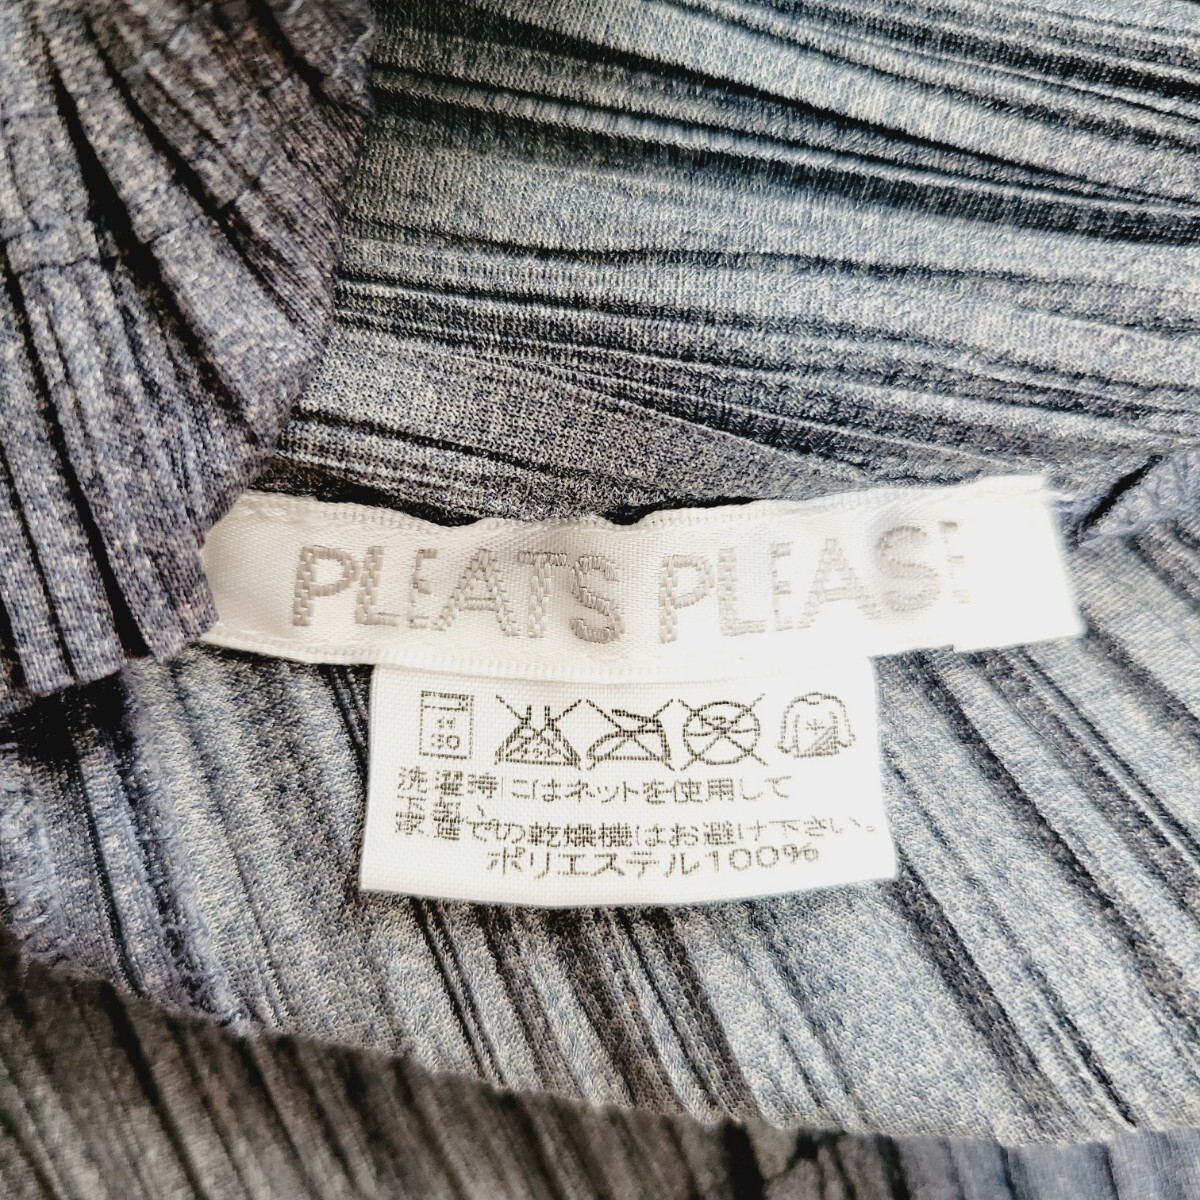 PLEATS PLEASE
洗濯時にはネットを使用して
下さい、
家庭での乾燥機はお避け下さい。
ポリエステル100%